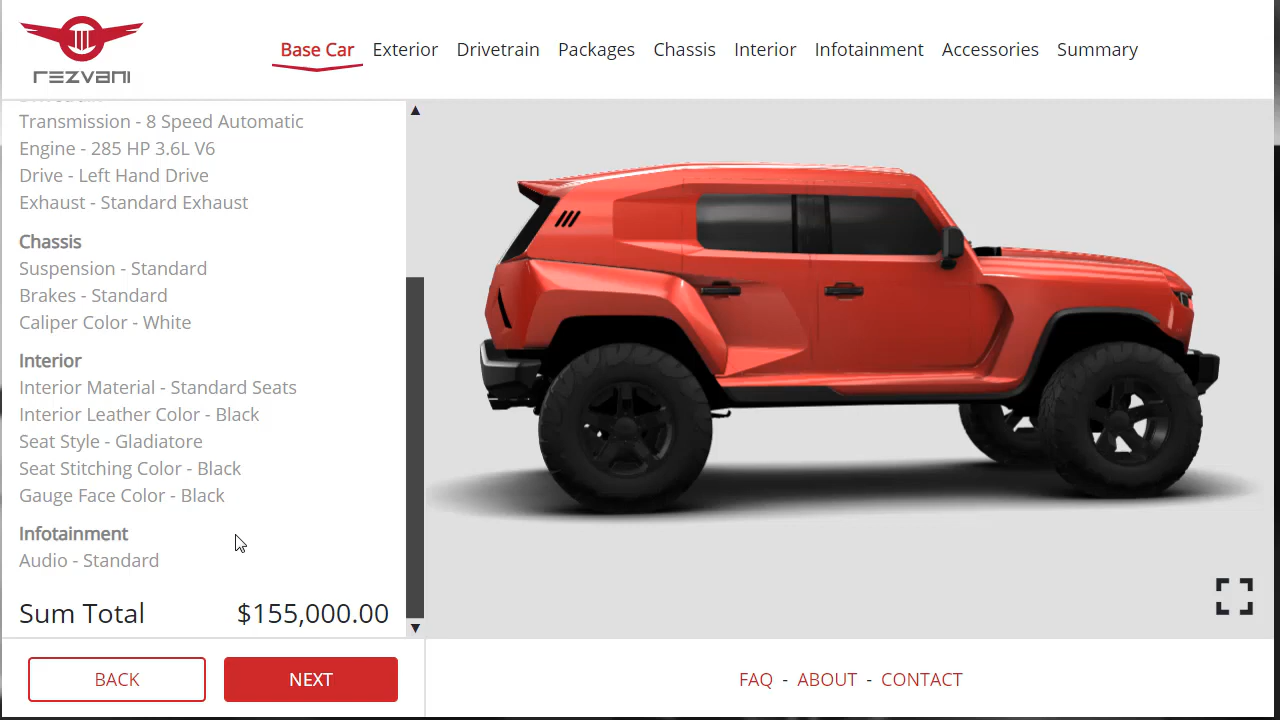 REZVANI
Base Car
Exterior
Drivetrain
Packages
Chassis
Interior
Infotainment
Accessories
Summary
Transmission - 8 Speed Automatic
Engine - 285 HP 3.6L V6
Drive - Left Hand Drive
Exhaust - Standard Exhaust
Chassis
Suspension - Standard
Brakes - Standard
Caliper Color - White
Interior
Interior Material - Standard Seats
Interior Leather Color - Black
Seat Style - Gladiatore
Seat Stitching Color - Black
Gauge Face Color - Black
Infotainment
Audio - Standard
Sum Total $155,000.00
BACK
NEXT
FAQ - ABOUT - CONTACT